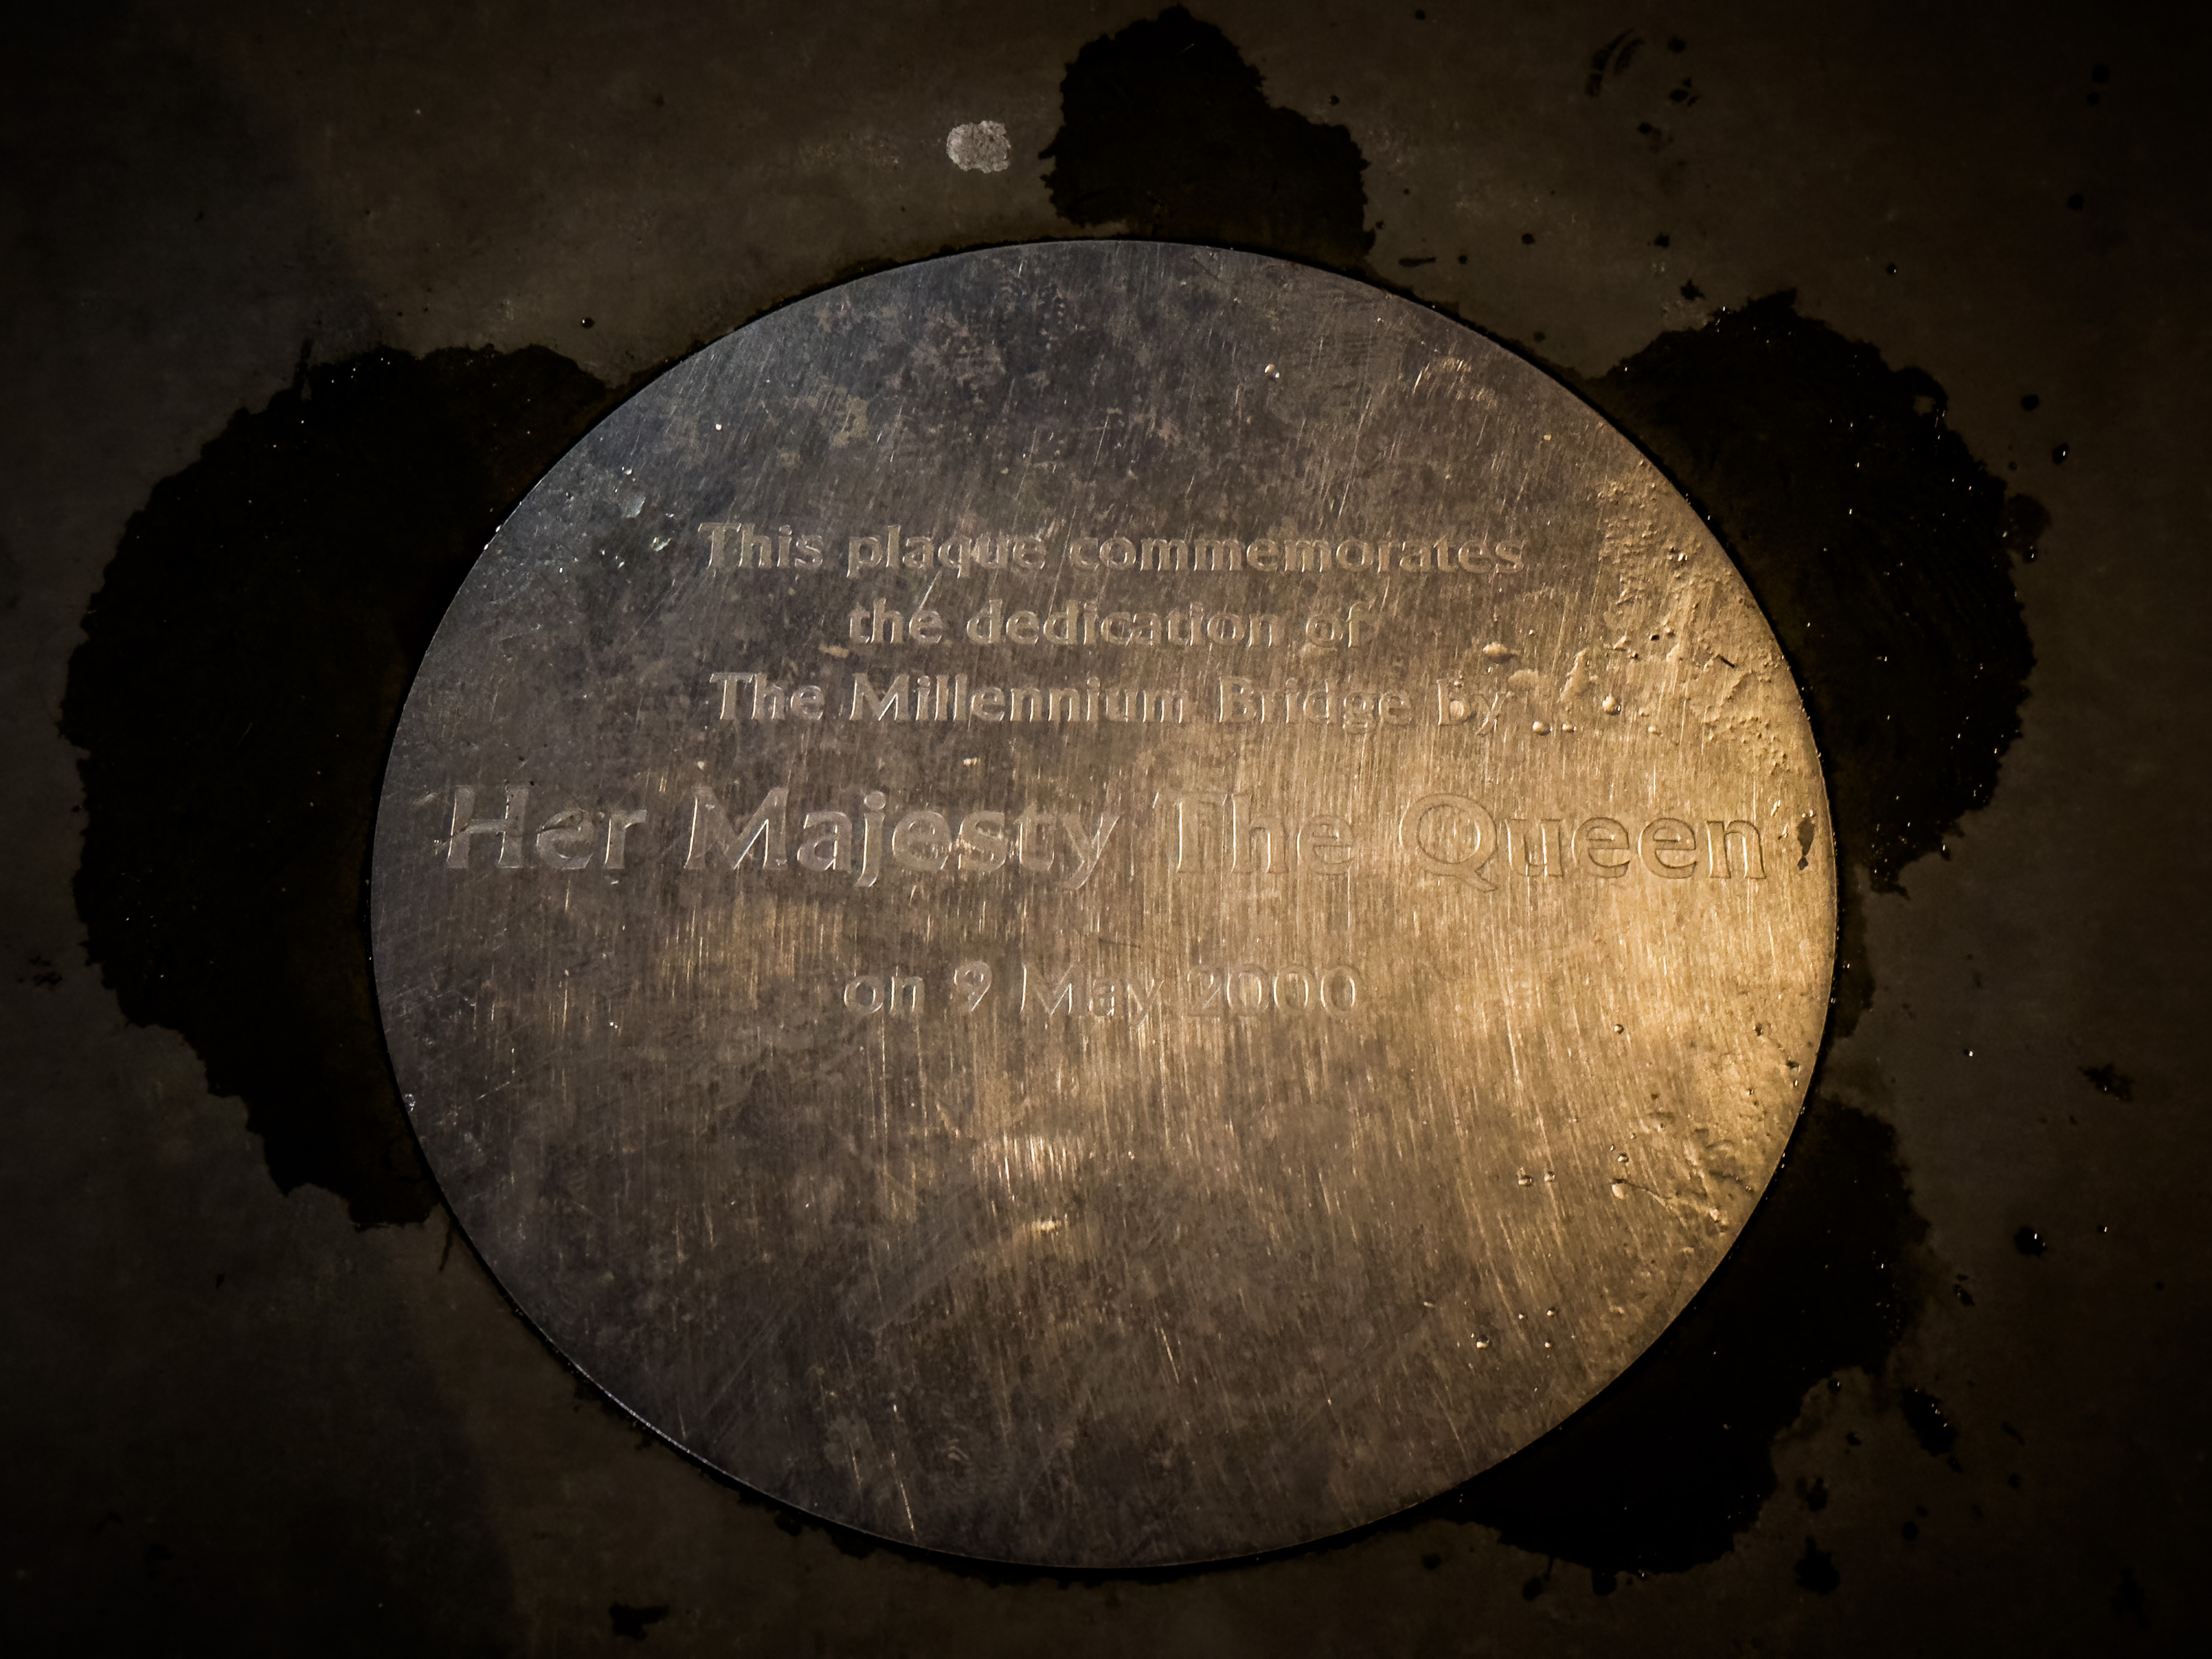 This plaque commemorates
the dedication of
The Millennium Bridge by
Her Majesty The Queen
on 9 May 2000